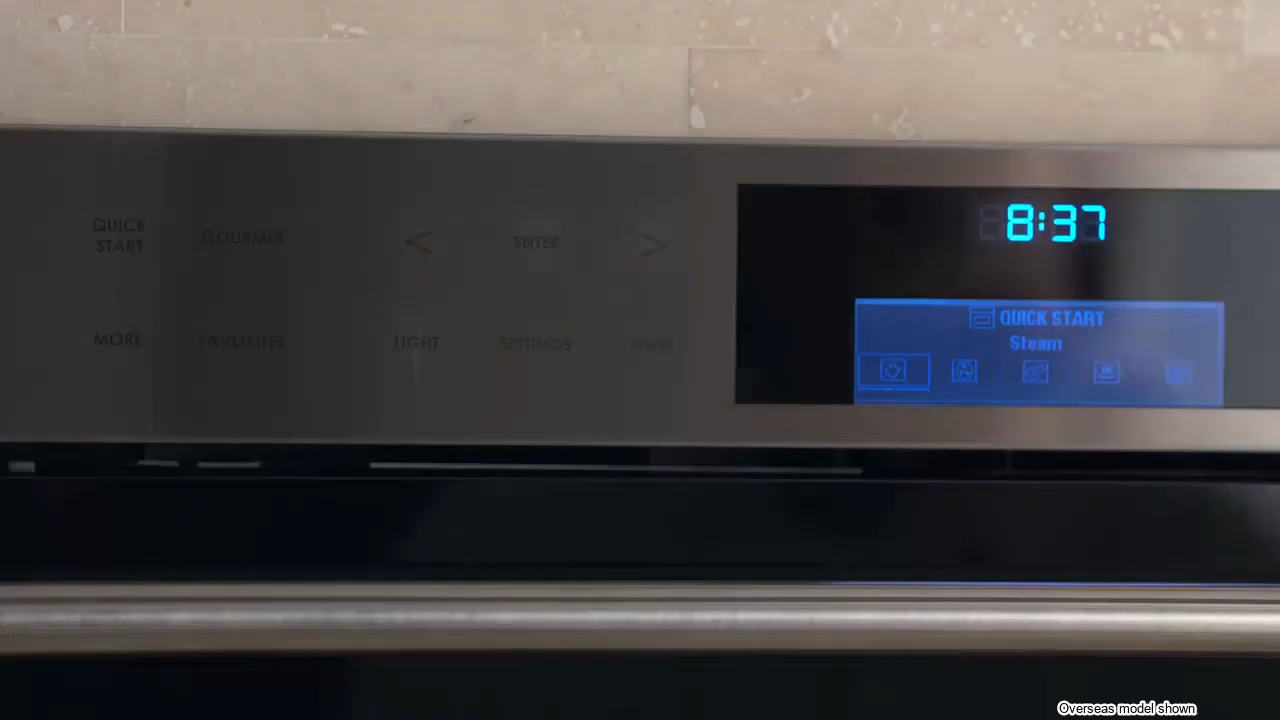 QUICK
START
GOURMET
<
ENTER
>
8:37
QUICK START
Steam
MORE
FAVORITES
LIGHT
SETTINGS
Overseas model shown